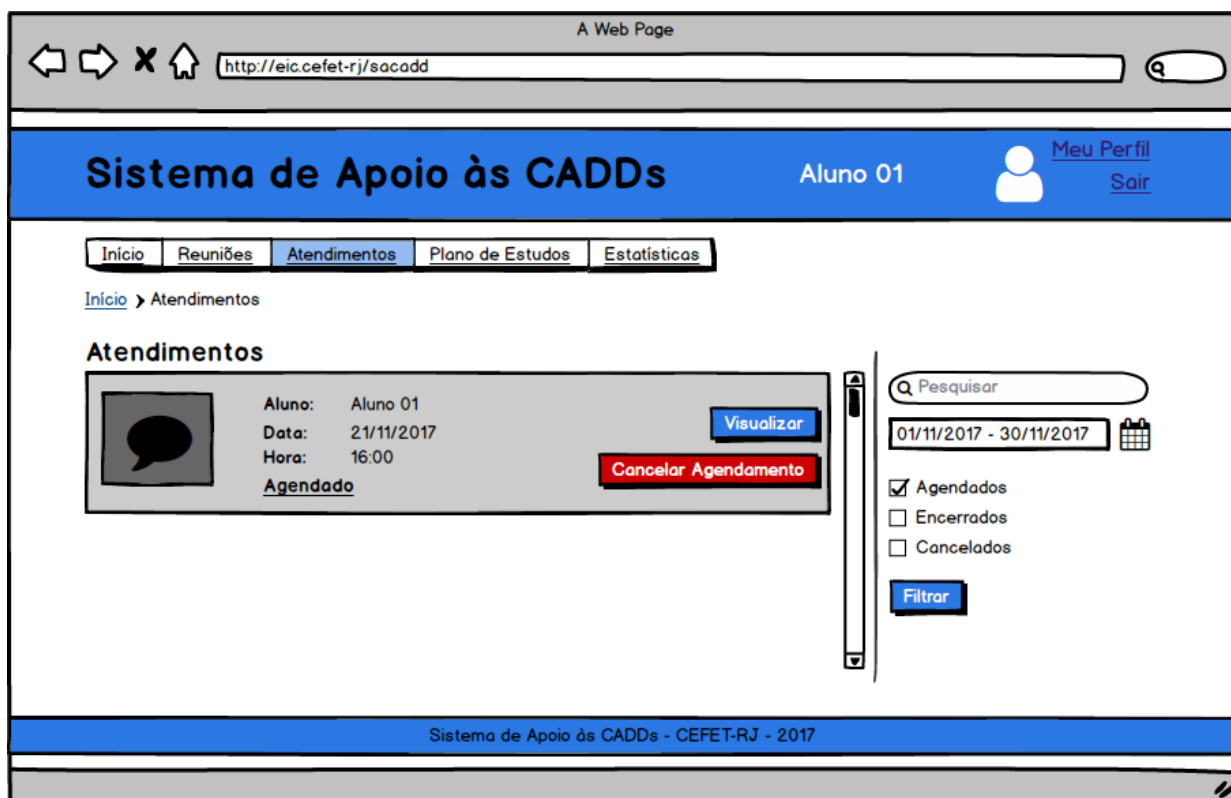 A Web Page
http://eic.cefet-rj/sacadd
Sistema de Apoio às CADDs
Aluno 01
Meu Perfil
Sair
Início Reuniões Atendimentos Plano de Estudos Estatísticas
Início Atendimentos
Atendimentos
Aluno: Aluno 01
Data: 21/11/2017
Hora: 16:00
Agendado
Visualizar
Cancelar Agendamento
Pesquisar
01/11/2017 - 30/11/2017
Agendados
Encerrados
Cancelados
Filtrar
Sistema de Apoio às CADDs - CEFET-RJ - 2017